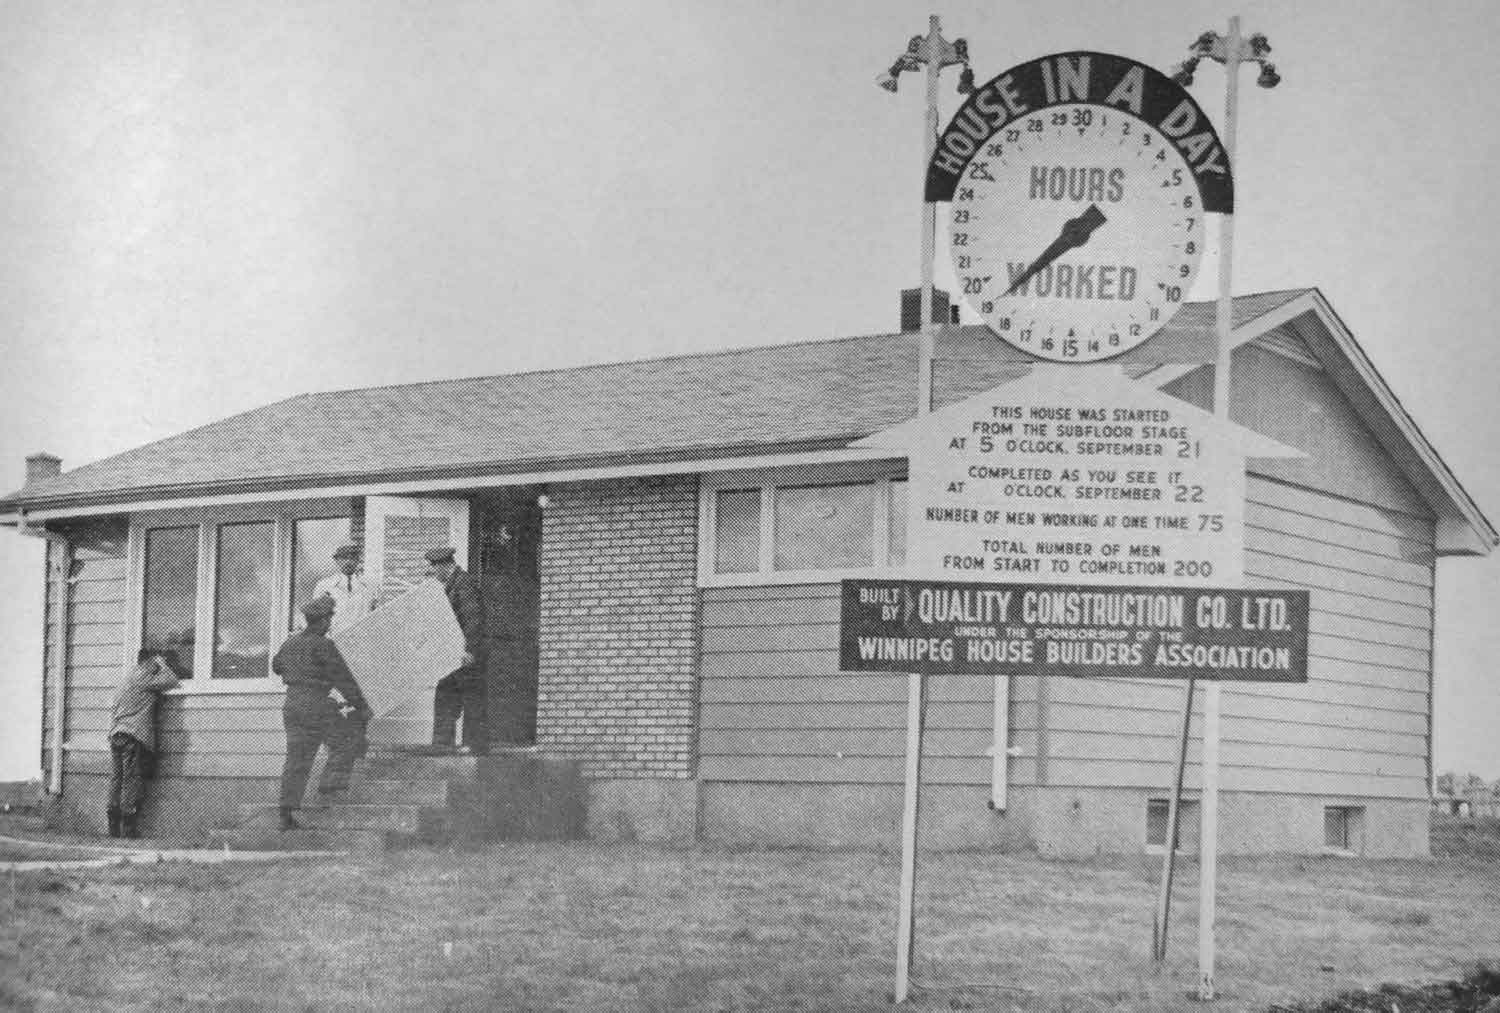 HOUSE IN A DAY
30 1 2 3 4 5 6 7 8 9 10 11 12 13 14 15 16 17 18 19 20 21 22 23 24 25 26 27 28 29
HOURS
WORKED
THIS HOUSE WAS STARTED
FROM THE SUBFLOOR STAGE
AT 5 O'CLOCK, SEPTEMBER 21
COMPLETED AS YOU SEE IT
AT O'CLOCK, SEPTEMBER 22
NUMBER OF MEN WORKING AT ONE TIME 75
TOTAL NUMBER OF MEN
FROM START TO COMPLETION 200
BUILT BY QUALITY CONSTRUCTION CO. LTD.
UNDER THE SPONSORSHIP OF THE
WINNIPEG HOUSE BUILDERS' ASSOCIATION